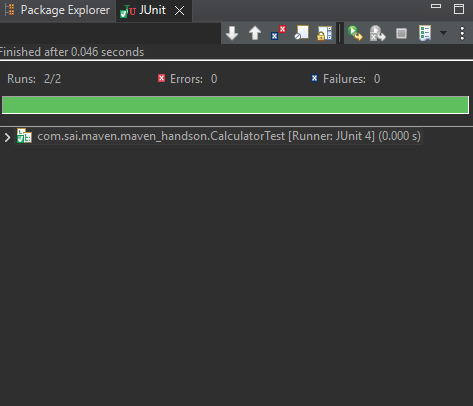 Package Explorer JUnit
Finished after 0.046 seconds
Runs: 2/2 Errors: 0 Failures: 0
com.sai.maven.maven_handson.CalculatorTest [Runner: JUnit 4] (0.000 s)